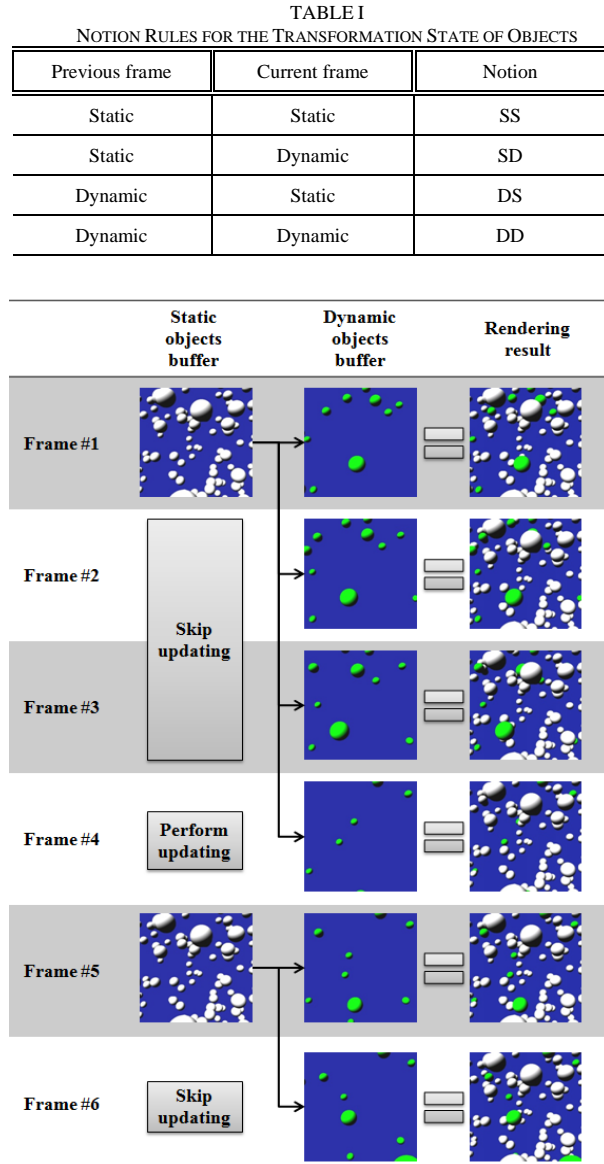 TABLE I
NOTION RULES FOR THE TRANSFORMATION STATE OF OBJECTS
Previous frame Current frame Notion
Static Static SS
Static Dynamic SD
Dynamic Static DS
Dynamic Dynamic DD
Static objects buffer Dynamic objects buffer Rendering result
Frame #1
Frame #2
Skip updating
Frame #3
Frame #4 Perform updating
Frame #5
Frame #6 Skip updating